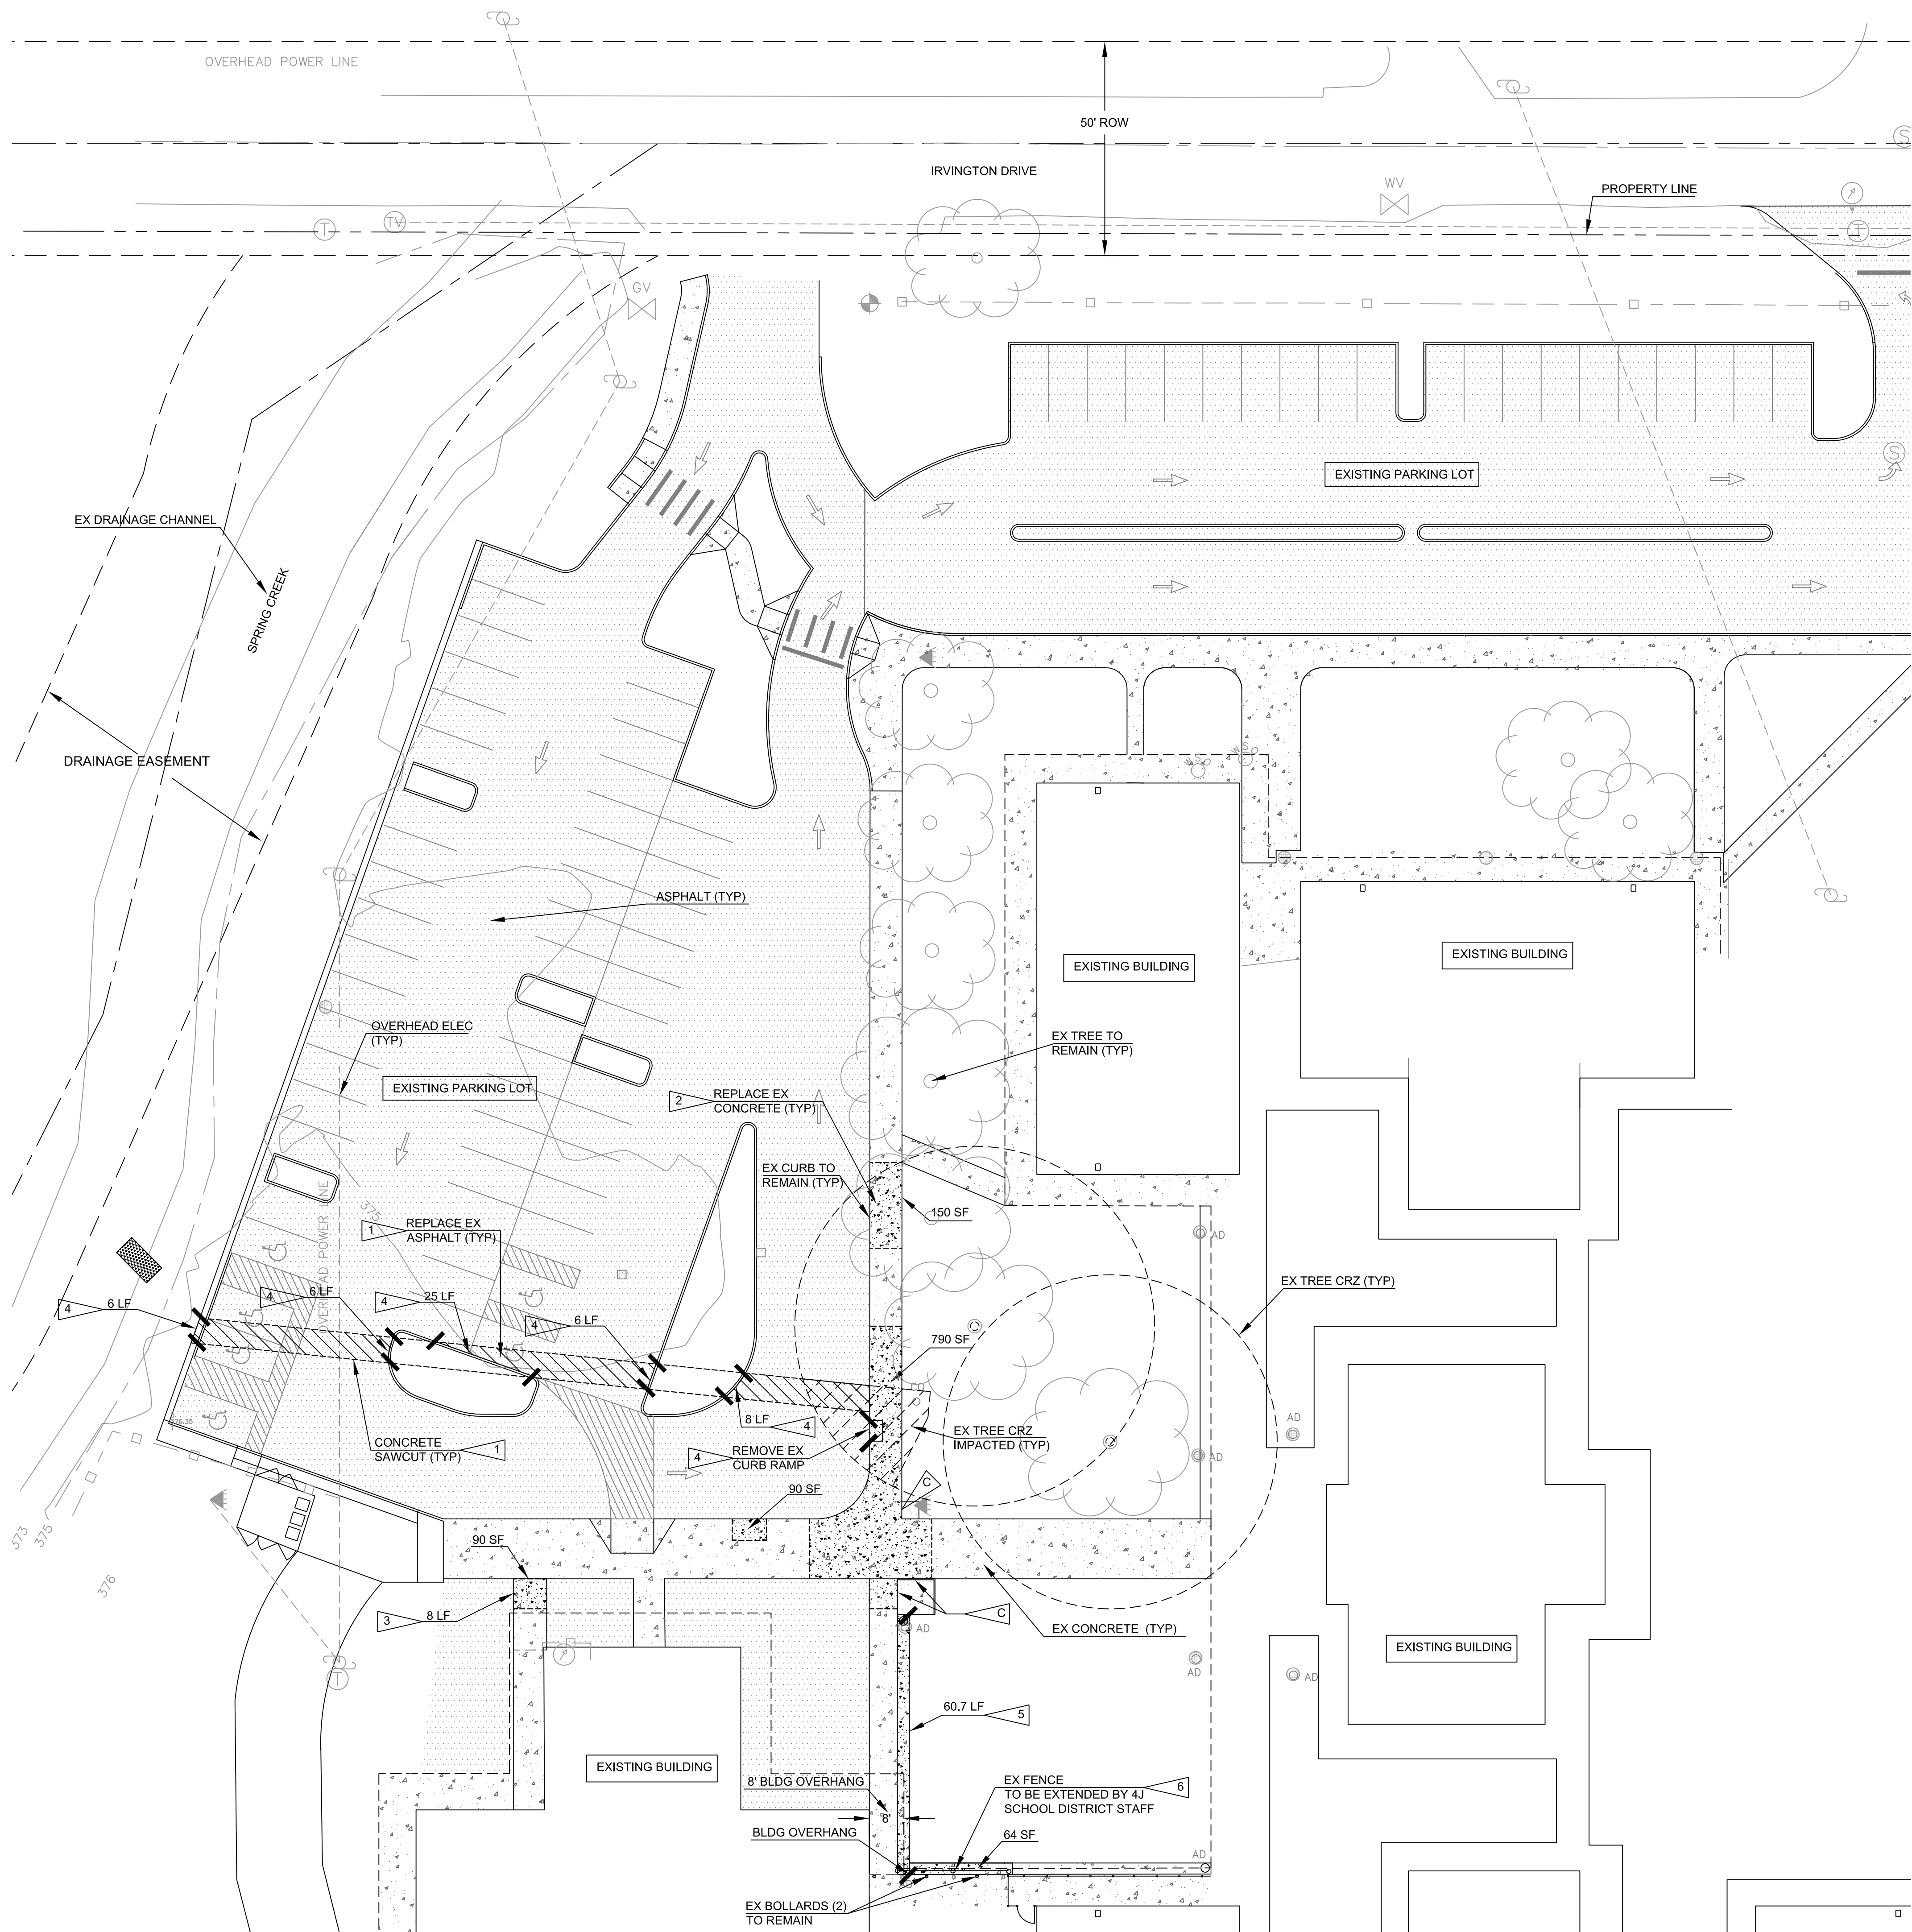 OVERHEAD POWER LINE
50' ROW
IRVINGTON DRIVE
WV
PROPERTY LINE
S
T
TV
T
GV
EXISTING PARKING LOT
S
EX DRAINAGE CHANNEL
SPRING CREEK
DRAINAGE EASEMENT
ASPHALT (TYP)
EXISTING BUILDING
EXISTING BUILDING
OVERHEAD ELEC
(TYP)
EX TREE TO
REMAIN (TYP)
EXISTING PARKING LOT
2
REPLACE EX
CONCRETE (TYP)
EX CURB TO
REMAIN (TYP)
150 SF
OVERHEAD POWER LINE
375
1
REPLACE EX
ASPHALT (TYP)
AD
EX TREE CRZ (TYP)
4
6 LF
4
6 LF
4
25 LF
4
6 LF
790 SF
CO
8 LF
4
EX TREE CRZ
IMPACTED (TYP)
AD
376.35
CONCRETE
SAWCUT (TYP)
1
4
REMOVE EX
CURB RAMP
AD
C
90 SF
373
375
376
90 SF
3
8 LF
C
AD
EX CONCRETE (TYP)
EXISTING BUILDING
AD
AD
T
60.7 LF
5
EXISTING BUILDING
8' BLDG OVERHANG
8'
EX FENCE
TO BE EXTENDED BY 4J
SCHOOL DISTRICT STAFF
6
BLDG OVERHANG
64 SF
AD
EX BOLLARDS (2)
TO REMAIN